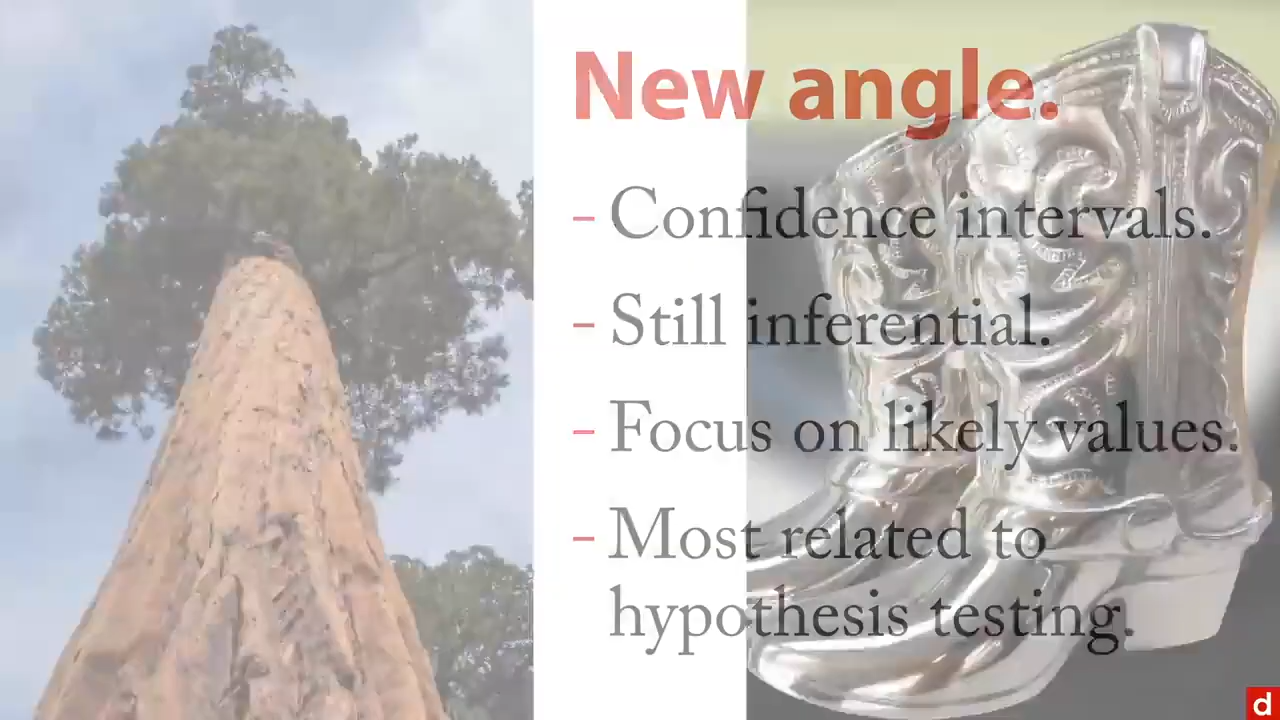 New angle.
- Confidence intervals.
- Still inferential.
- Focus on likely values.
- Most related to
hypothesis testing.
d